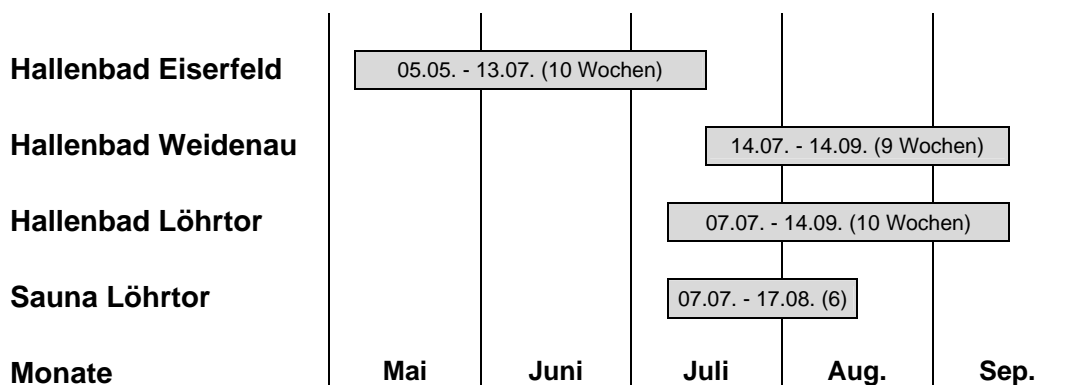 Hallenbad Eiserfeld 05.05. - 13.07. (10 Wochen)
Hallenbad Weidenau 14.07. - 14.09. (9 Wochen)
Hallenbad Löhrtor 07.07. - 14.09. (10 Wochen)
Sauna Löhrtor 07.07. - 17.08. (6)
Monate Mai Juni Juli Aug. Sep.